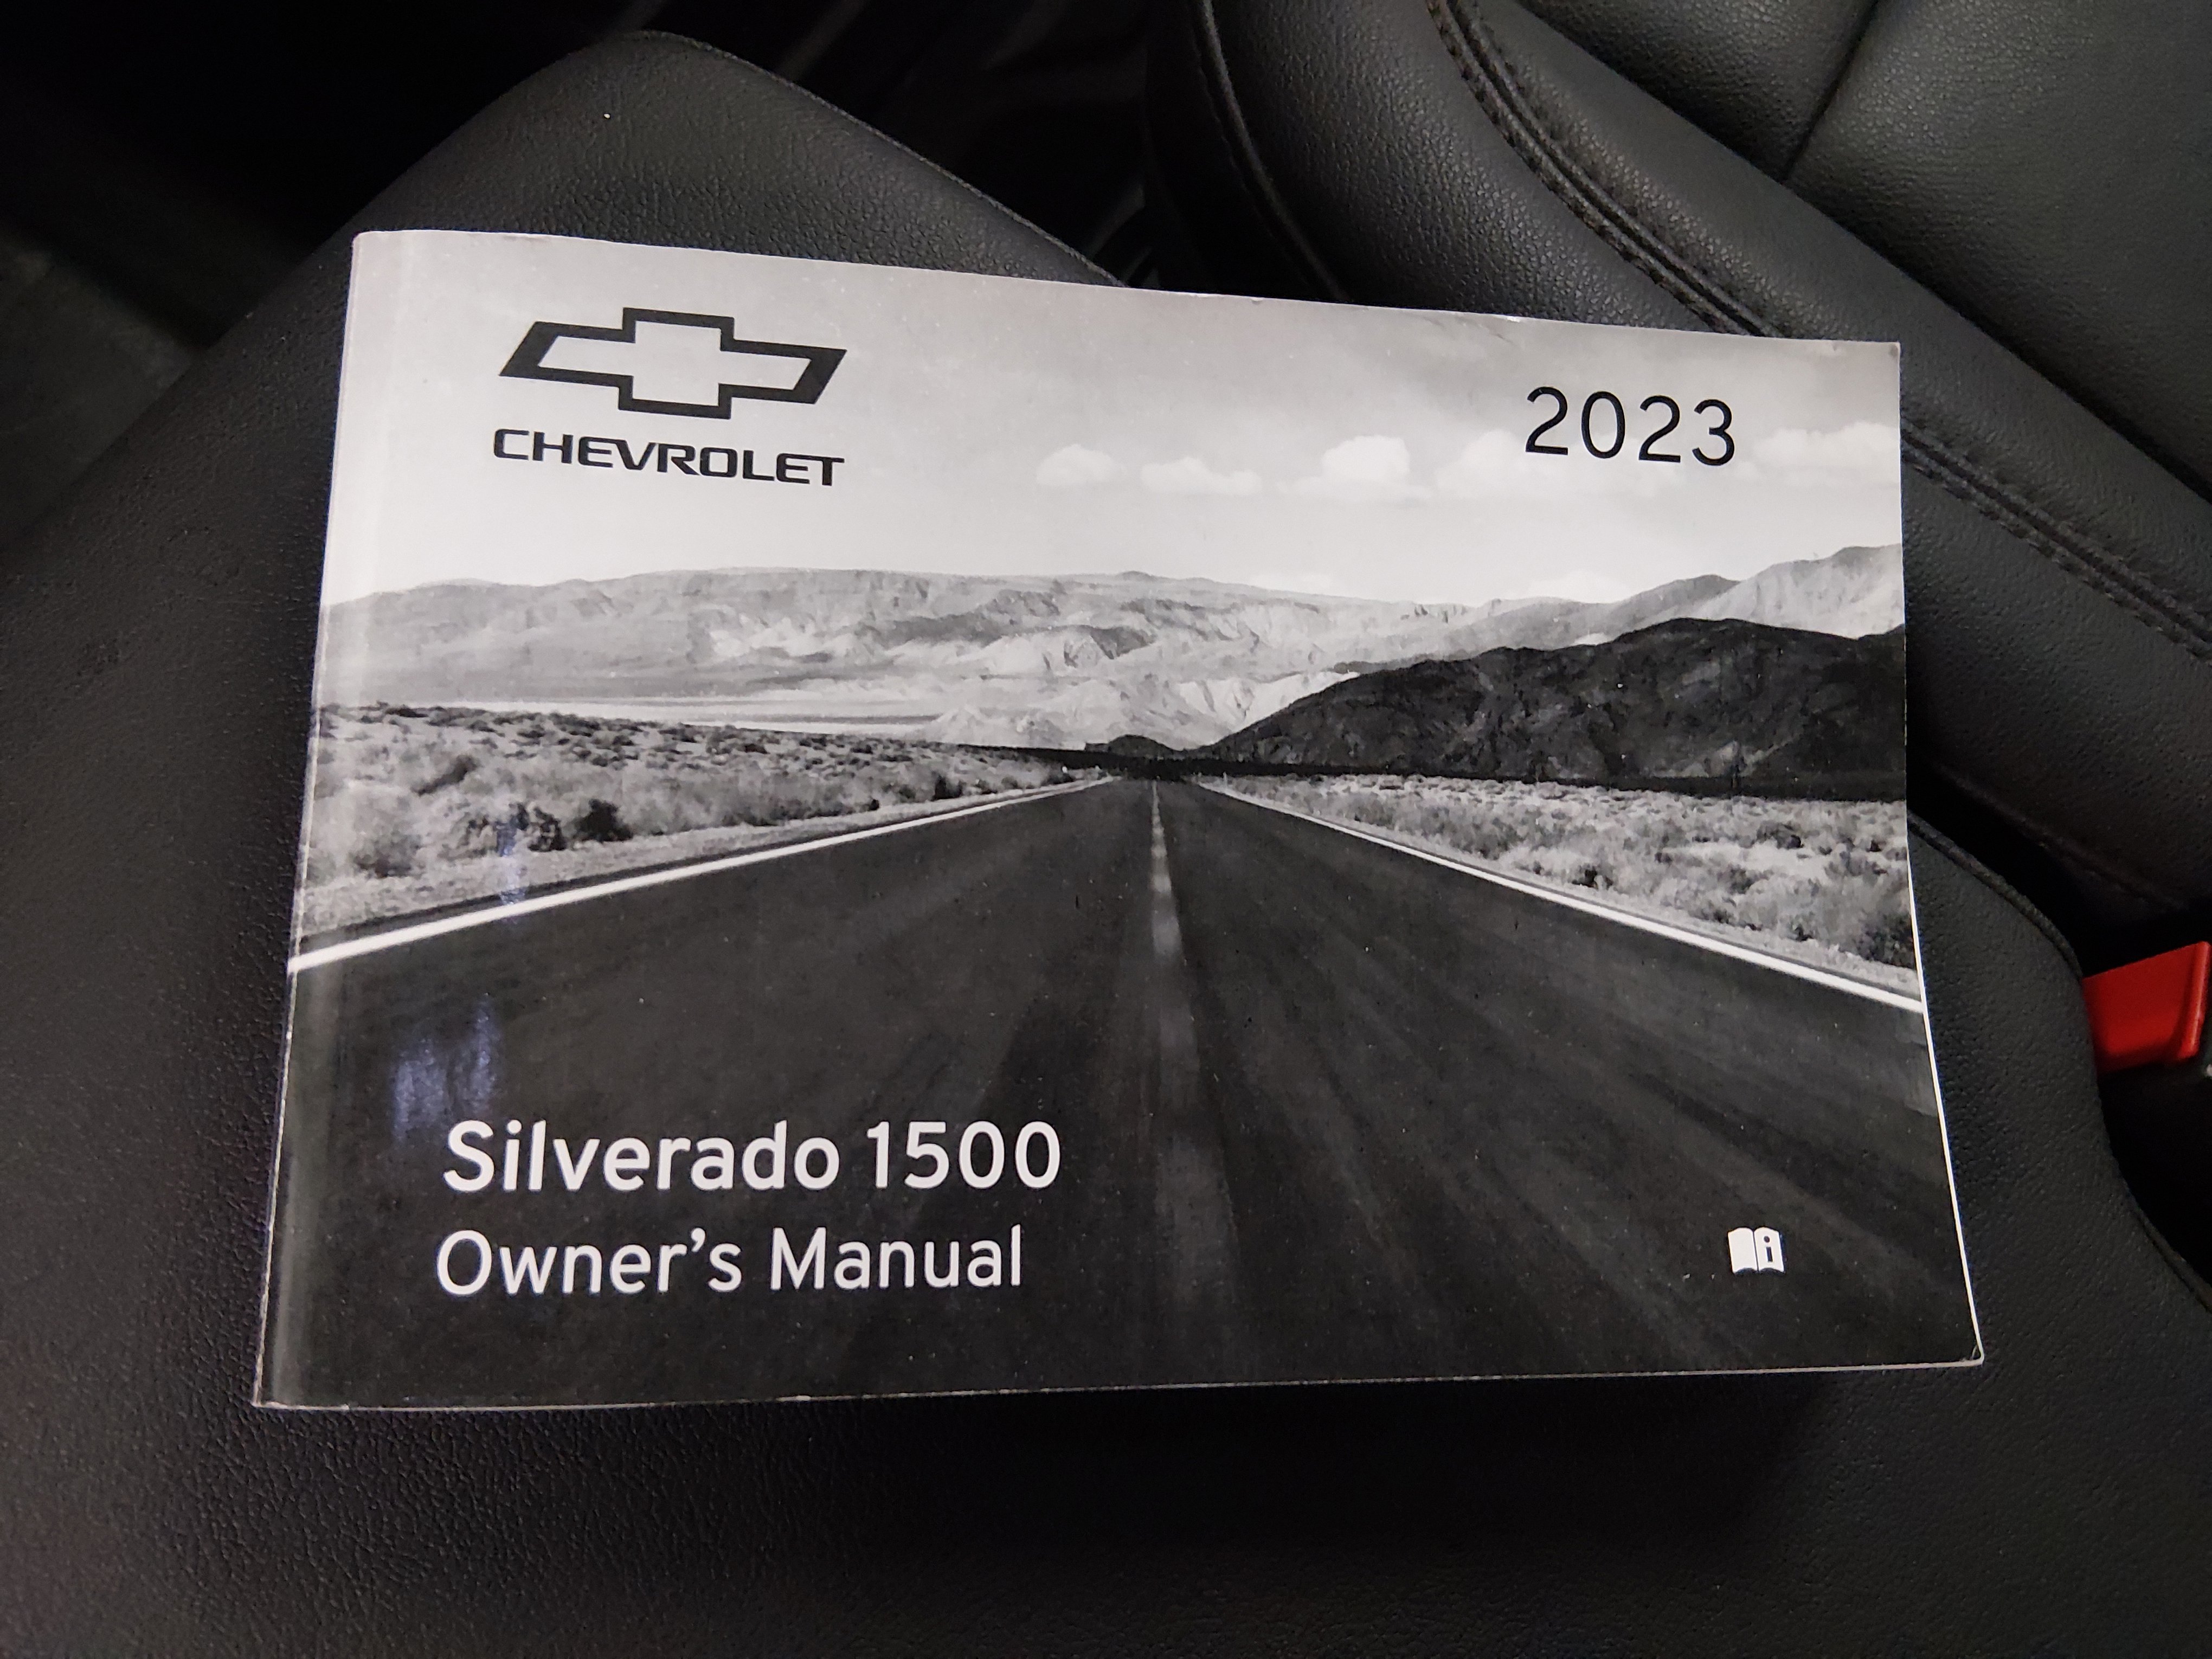 CHEVROLET
2023
Silverado 1500
Owner's Manual